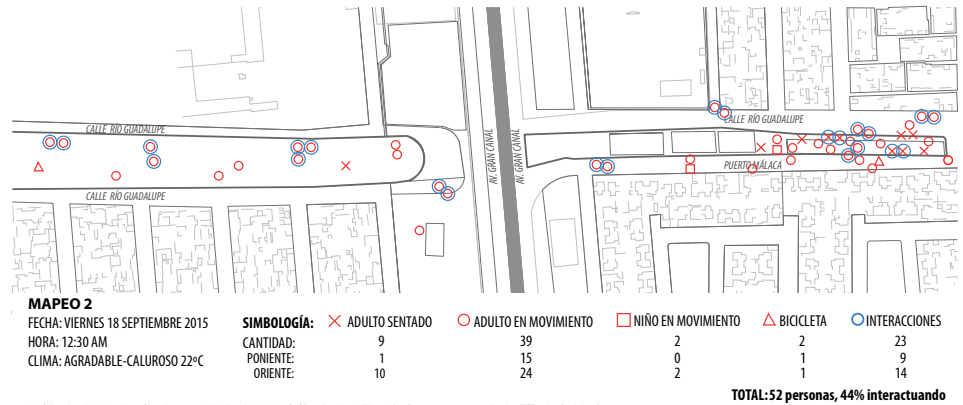 CALLE RÍO GUADALUPE
CALLE RÍO GUADALUPE
AV. GRAN CANAL
AV. GRAN CANAL
CALLE RÍO GUADALUPE
PUERTO MÁLACA
MAPEO 2
FECHA: VIERNES 18 SEPTIEMBRE 2015
HORA: 12:30 AM
CLIMA: AGRADABLE-CALUROSO 22ºC
SIMBOLOGÍA: ADULTO SENTADO ADULTO EN MOVIMIENTO NIÑO EN MOVIMIENTO BICICLETA INTERACCIONES
CANTIDAD: 9 39 2 2 23
PONIENTE: 1 15 0 1 9
ORIENTE: 10 24 2 1 14
TOTAL: 52 personas, 44% interactuando